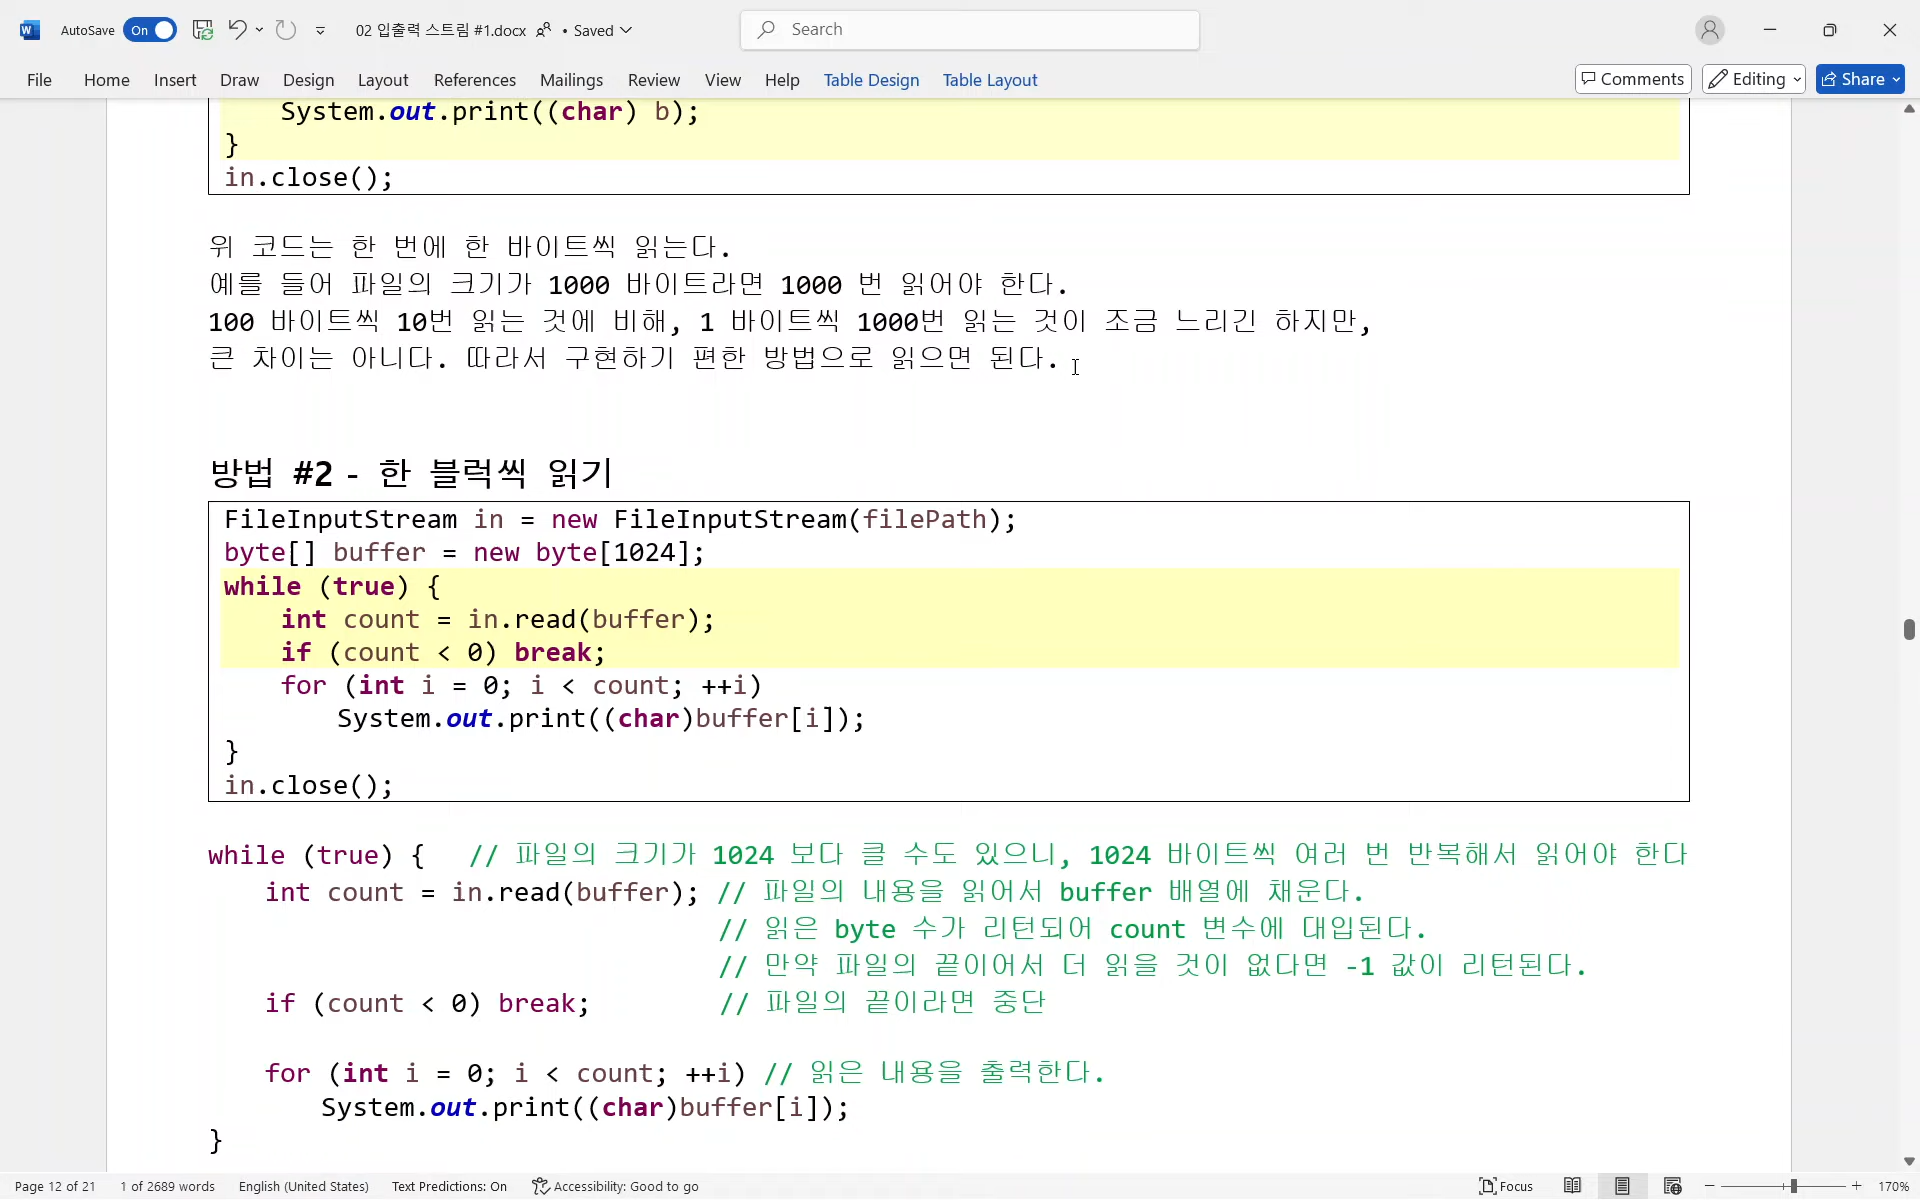 AutoSave On 02 입출력 스트림 #1.docx • Saved Search
File Home Insert Draw Design Layout References Mailings Review View Help Table Design Table Layout Comments Editing Share
System.out.print((char) b);
}
in.close();
위 코드는 한 번에 한 바이트씩 읽는다.
예를 들어 파일의 크기가 1000 바이트라면 1000 번 읽어야 한다.
100 바이트씩 10번 읽는 것에 비해, 1 바이트씩 1000번 읽는 것이 조금 느리긴 하지만,
큰 차이는 아니다. 따라서 구현하기 편한 방법으로 읽으면 된다.
방법 #2 - 한 블럭씩 읽기
FileInputStream in = new FileInputStream(filePath);
byte[] buffer = new byte[1024];
while (true) {
int count = in.read(buffer);
if (count < 0) break;
for (int i = 0; i < count; ++i)
System.out.print((char)buffer[i]);
}
in.close();
while (true) { // 파일의 크기가 1024 보다 클 수도 있으니, 1024 바이트씩 여러 번 반복해서 읽어야 한다
int count = in.read(buffer); // 파일의 내용을 읽어서 buffer 배열에 채운다.
// 읽은 byte 수가 리턴되어 count 변수에 대입된다.
// 만약 파일의 끝이어서 더 읽을 것이 없다면 -1 값이 리턴된다.
if (count < 0) break; // 파일의 끝이라면 중단
for (int i = 0; i < count; ++i) // 읽은 내용을 출력한다.
System.out.print((char)buffer[i]);
}
Page 12 of 21 1 of 2689 words English (United States) Text Predictions: On Accessibility: Good to go Focus 170%